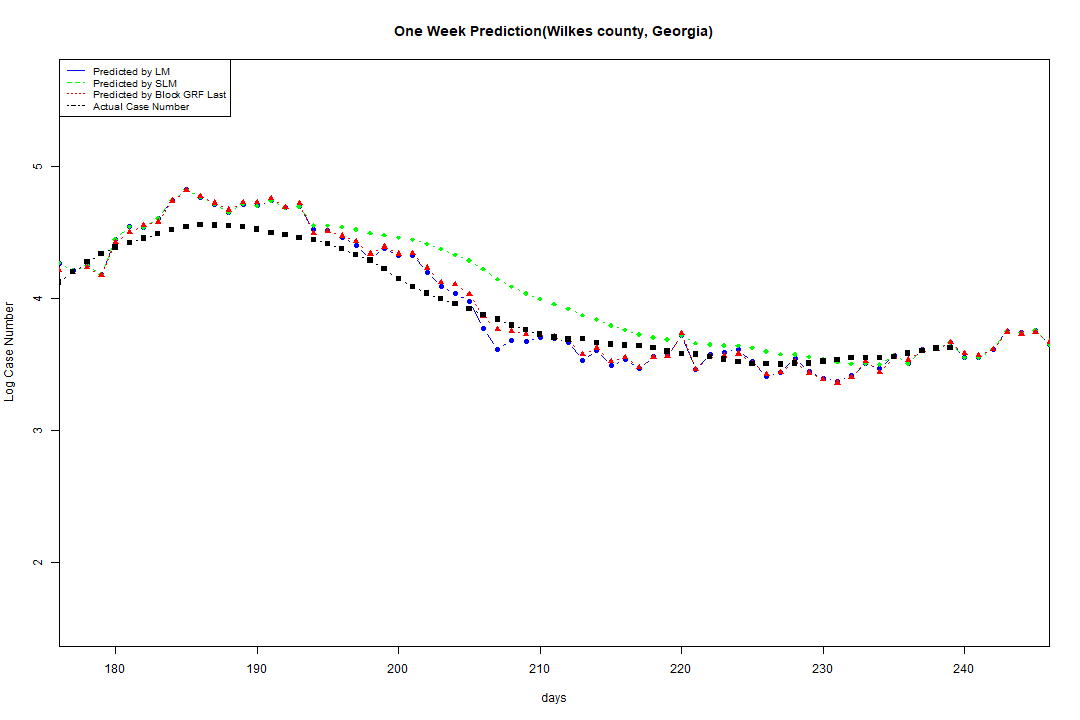 One Week Prediction(Wilkes county, Georgia)
Predicted by LM
Predicted by SLM
Predicted by Block GRF Last
Actual Case Number
Log Case Number
5
4
3
2
180 190 200 210 220 230 240
days